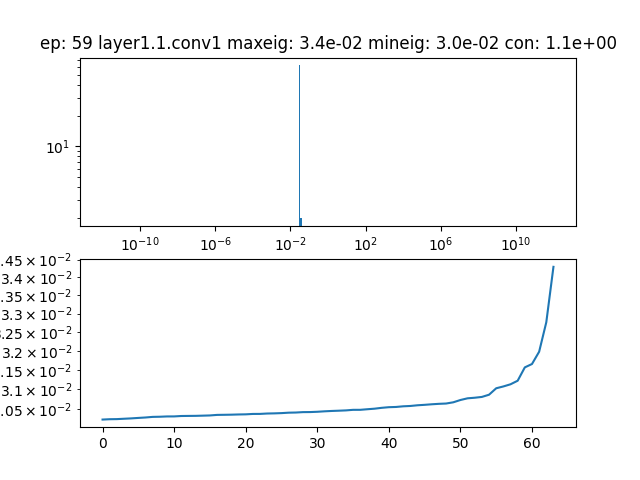 ep: 59 layer1.1.conv1 maxeig: 3.4e-02 mineig: 3.0e-02 con: 1.1e+00
10¹
10⁻¹⁰ 10⁻⁶ 10⁻² 10² 10⁶ 10¹⁰
.45 × 10⁻²
3.4 × 10⁻²
.35 × 10⁻²
3.3 × 10⁻²
.25 × 10⁻²
3.2 × 10⁻²
.15 × 10⁻²
3.1 × 10⁻²
.05 × 10⁻²
0 10 20 30 40 50 60